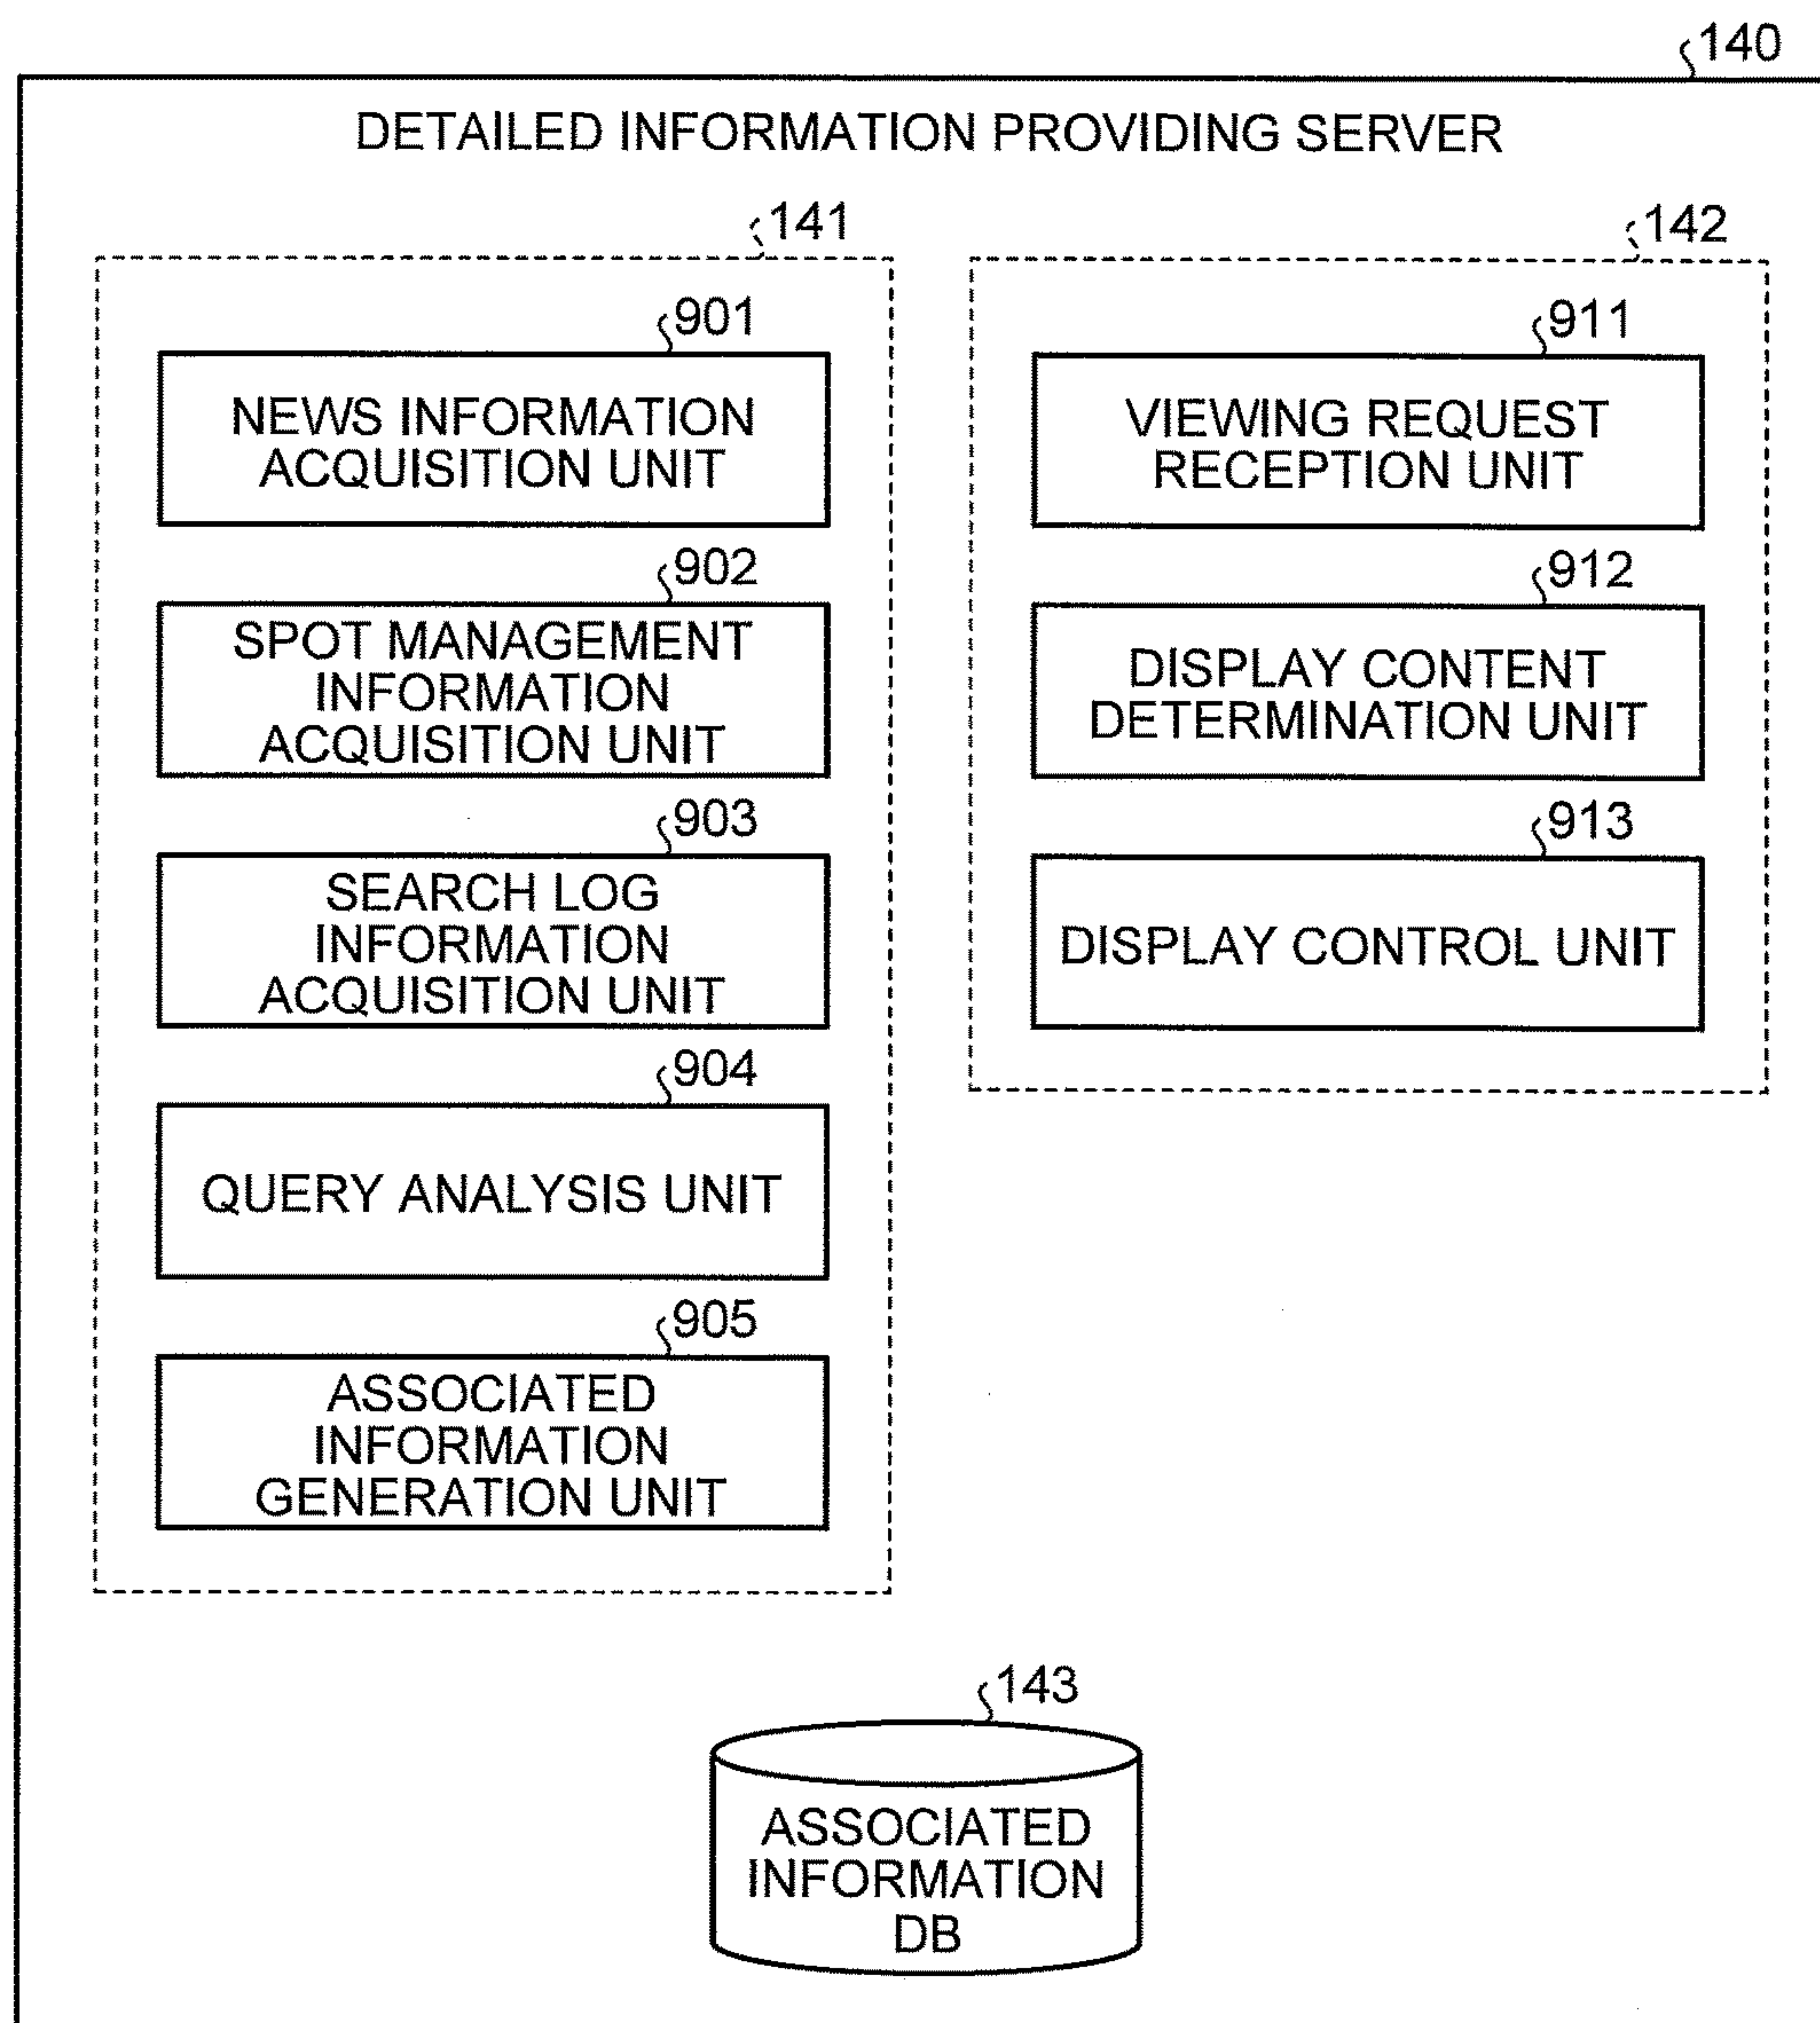 140
DETAILED INFORMATION PROVIDING SERVER
141
901
NEWS INFORMATION
ACQUISITION UNIT
902
SPOT MANAGEMENT
INFORMATION
ACQUISITION UNIT
903
SEARCH LOG
INFORMATION
ACQUISITION UNIT
904
QUERY ANALYSIS UNIT
905
ASSOCIATED
INFORMATION
GENERATION UNIT
142
911
VIEWING REQUEST
RECEPTION UNIT
912
DISPLAY CONTENT
DETERMINATION UNIT
913
DISPLAY CONTROL UNIT
143
ASSOCIATED
INFORMATION
DB